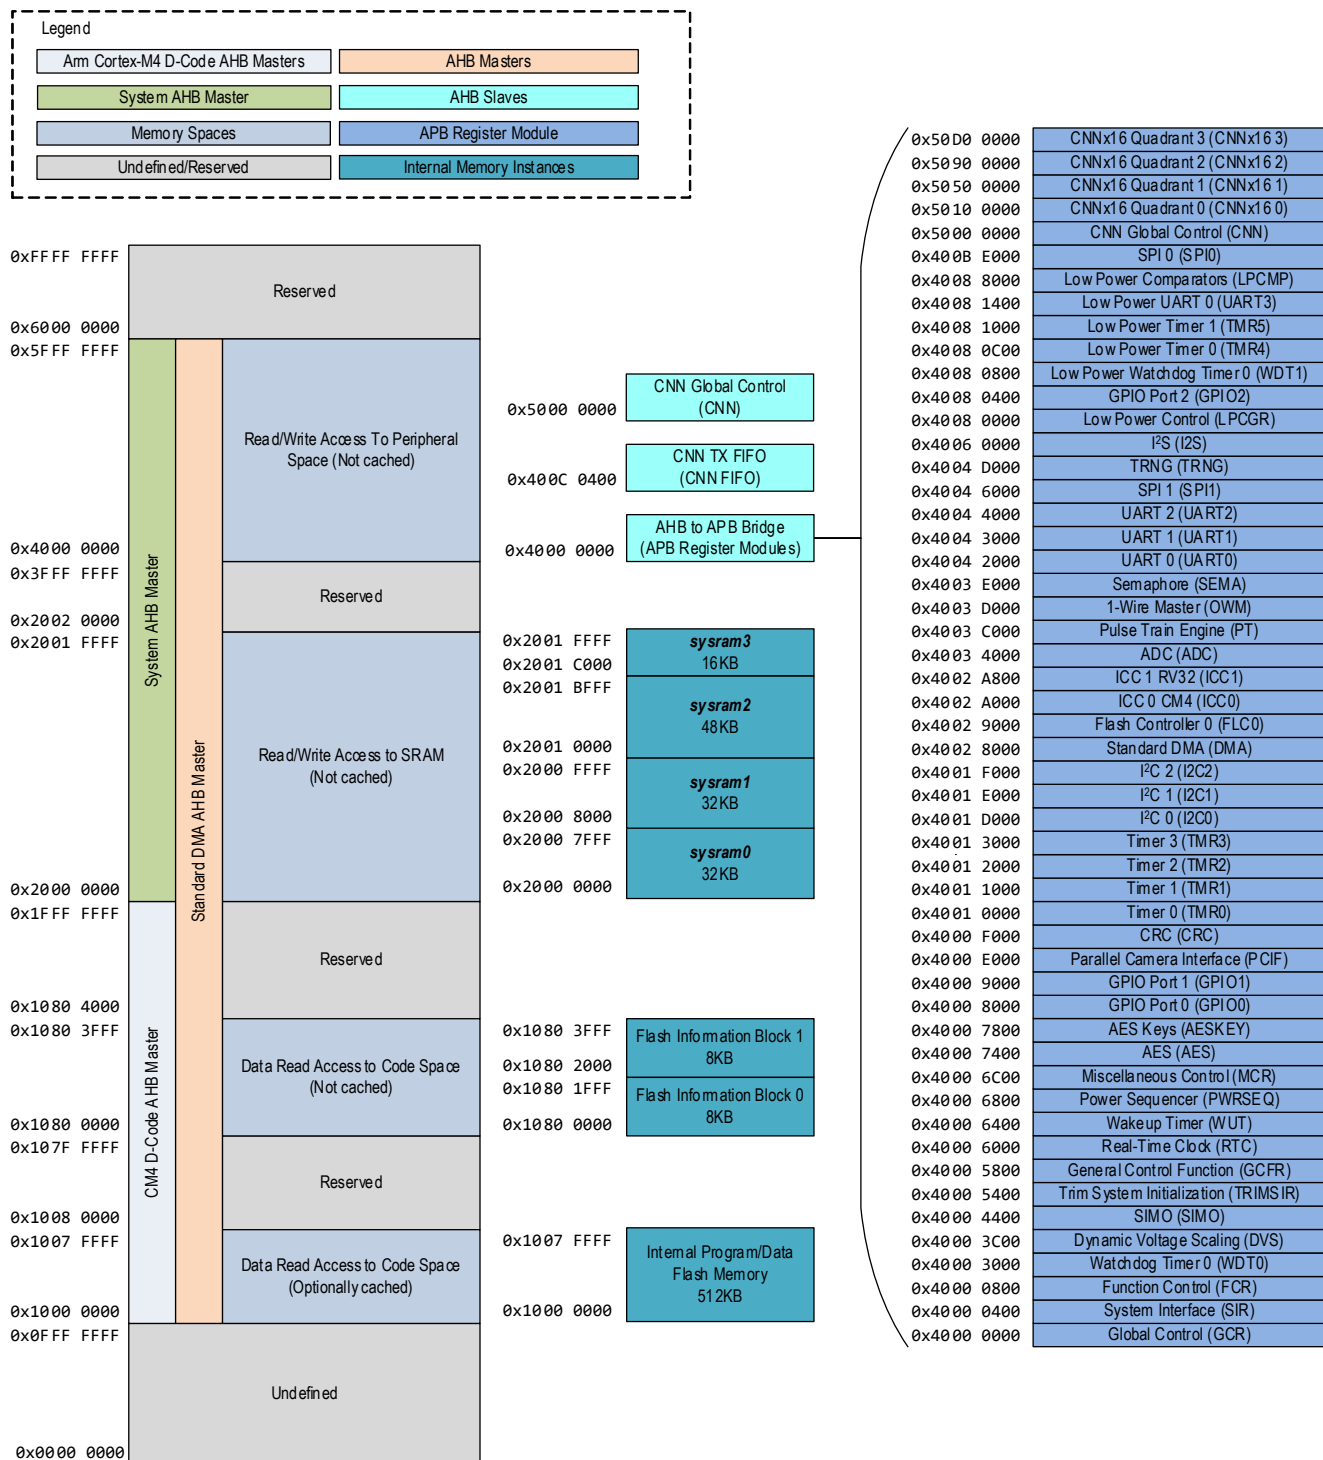 Legend
Arm Cortex-M4 D-Code AHB Masters
AHB Masters
System AHB Master
AHB Slaves
Memory Spaces
APB Register Module
Undefined/Reserved
Internal Memory Instances
0xFFFF FFFF
Reserved
0x6000 0000
0x5FFF FFFF
Read/Write Access To Peripheral
Space (Not cached)
0x4000 0000
0x3FFF FFFF
Reserved
0x2002 0000
0x2001 FFFF
Read/Write Access to SRAM
(Not cached)
0x2000 0000
0x1FFF FFFF
Reserved
0x1080 4000
0x1080 3FFF
Data Read Access to Code Space
(Not cached)
0x1080 0000
0x107F FFFF
Reserved
0x1008 0000
0x1007 FFFF
Data Read Access to Code Space
(Optionally cached)
0x1000 0000
0x0FFF FFFF
Undefined
0x0000 0000
System AHB Master
CM4 D-Code AHB Master
Standard DMA AHB Master
CNN Global Control
(CNN)
0x5000 0000
CNN TX FIFO
(CNN FIFO)
0x400C 0400
AHB to APB Bridge
(APB Register Modules)
0x4000 0000
0x2001 FFFF
sysram3
16KB
0x2001 C000
0x2001 BFFF
sysram2
48KB
0x2001 0000
0x2000 FFFF
sysram1
32KB
0x2000 8000
0x2000 7FFF
sysram0
32KB
0x2000 0000
0x1080 3FFF
Flash Information Block 1
8KB
0x1080 2000
0x1080 1FFF
Flash Information Block 0
8KB
0x1080 0000
0x1007 FFFF
Internal Program/Data
Flash Memory
512KB
0x1000 0000
0x50D0 0000 CNNx16 Quadrant 3 (CNNx16 3)
0x5090 0000 CNNx16 Quadrant 2 (CNNx16 2)
0x5050 0000 CNNx16 Quadrant 1 (CNNx16 1)
0x5010 0000 CNNx16 Quadrant 0 (CNNx16 0)
0x5000 0000 CNN Global Control (CNN)
0x400B E000 SPI 0 (SPI0)
0x4008 8000 Low Power Comparators (LPCMP)
0x4008 1400 Low Power UART 0 (UART3)
0x4008 1000 Low Power Timer 1 (TMR5)
0x4008 0C00 Low Power Timer 0 (TMR4)
0x4008 0800 Low Power Watchdog Timer 0 (WDT1)
0x4008 0400 GPIO Port 2 (GPIO2)
0x4008 0000 Low Power Control (LPCGR)
0x4006 0000 I²S (I2S)
0x4004 D000 TRNG (TRNG)
0x4004 6000 SPI 1 (SPI1)
0x4004 4000 UART 2 (UART2)
0x4004 3000 UART 1 (UART1)
0x4004 2000 UART 0 (UART0)
0x4003 E000 Semaphore (SEMA)
0x4003 D000 1-Wire Master (OWM)
0x4003 C000 Pulse Train Engine (PT)
0x4003 4000 ADC (ADC)
0x4002 A800 ICC 1 RV32 (ICC1)
0x4002 A000 ICC 0 CM4 (ICC0)
0x4002 9000 Flash Controller 0 (FLC0)
0x4002 8000 Standard DMA (DMA)
0x4001 F000 I²C 2 (I2C2)
0x4001 E000 I²C 1 (I2C1)
0x4001 D000 I²C 0 (I2C0)
0x4001 3000 Timer 3 (TMR3)
0x4001 2000 Timer 2 (TMR2)
0x4001 1000 Timer 1 (TMR1)
0x4001 0000 Timer 0 (TMR0)
0x4000 F000 CRC (CRC)
0x4000 E000 Parallel Camera Interface (PCIF)
0x4000 9000 GPIO Port 1 (GPIO1)
0x4000 8000 GPIO Port 0 (GPIO0)
0x4000 7800 AES Keys (AESKEY)
0x4000 7400 AES (AES)
0x4000 6C00 Miscellaneous Control (MCR)
0x4000 6800 Power Sequencer (PWRSEQ)
0x4000 6400 Wakeup Timer (WUT)
0x4000 6000 Real-Time Clock (RTC)
0x4000 5800 General Control Function (GCFR)
0x4000 5400 Trim System Initialization (TRIMSIR)
0x4000 4400 SIMO (SIMO)
0x4000 3C00 Dynamic Voltage Scaling (DVS)
0x4000 3000 Watchdog Timer 0 (WDT0)
0x4000 0800 Function Control (FCR)
0x4000 0400 System Interface (SIR)
0x4000 0000 Global Control (GCR)